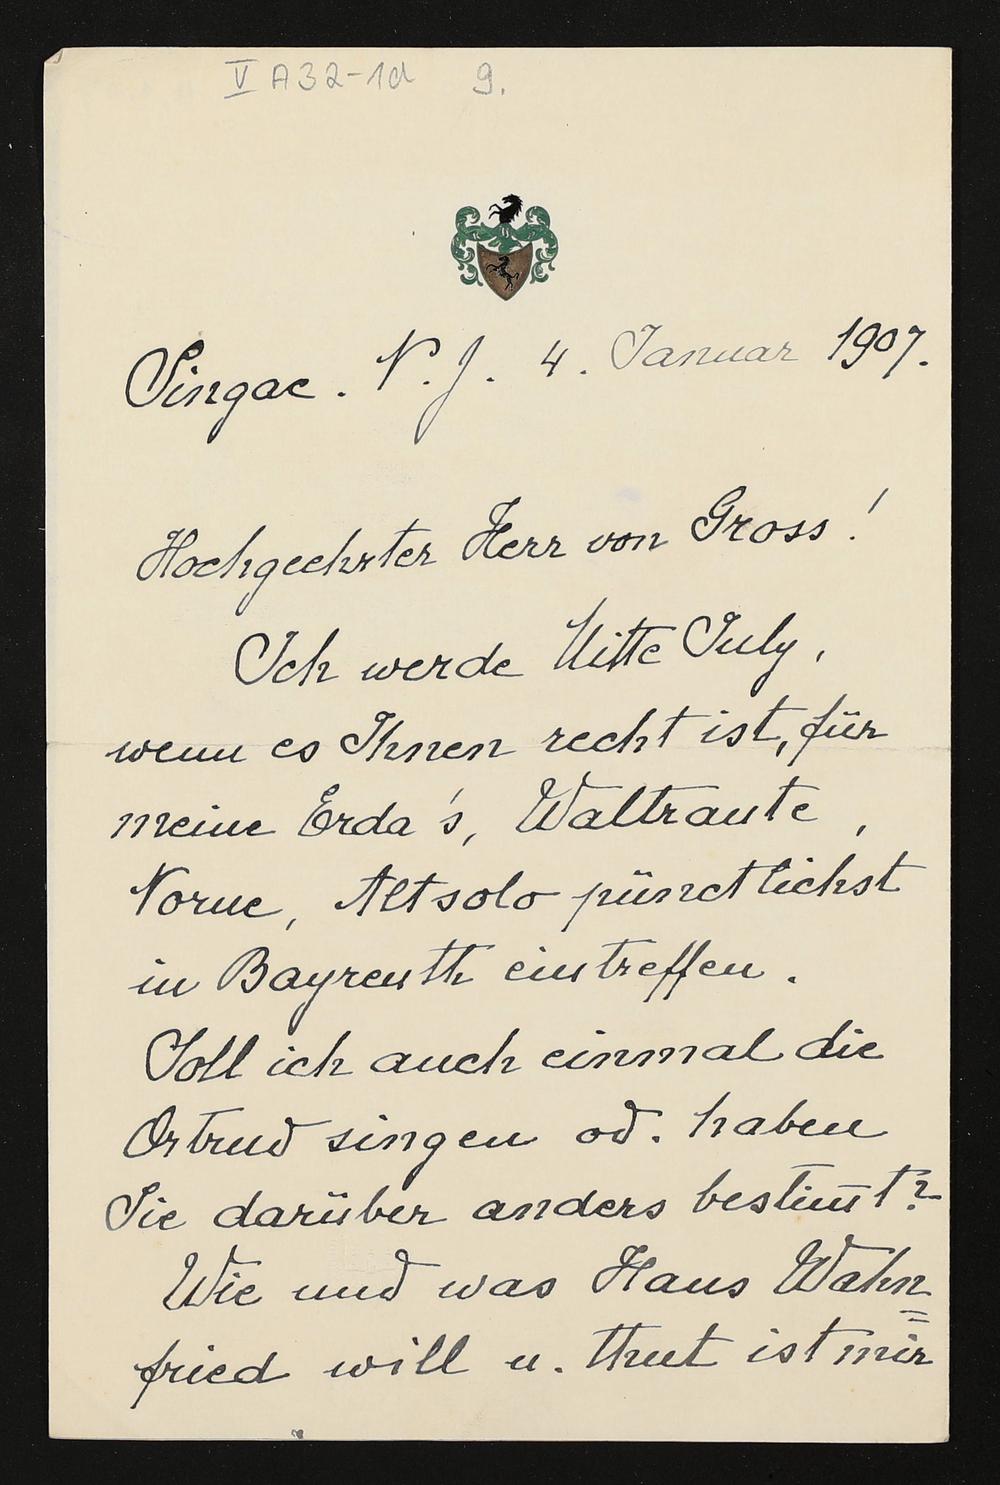 V A32-1d 9.
Singac. N. J. 4. Januar 1907.
Hochgeehrter Herr von Gross!
Ich werde Mitte July,
wenn es Ihnen recht ist, für
meine Erda's, Waltraute,
Norne, Altsolo pünctlichst
in Bayreuth eintreffen.
Soll ich auch einmal die
Ortrud singen od. haben
Sie darüber anders bestim̅t?
Wie und was Haus Wahn=
fried will u. thut ist mir